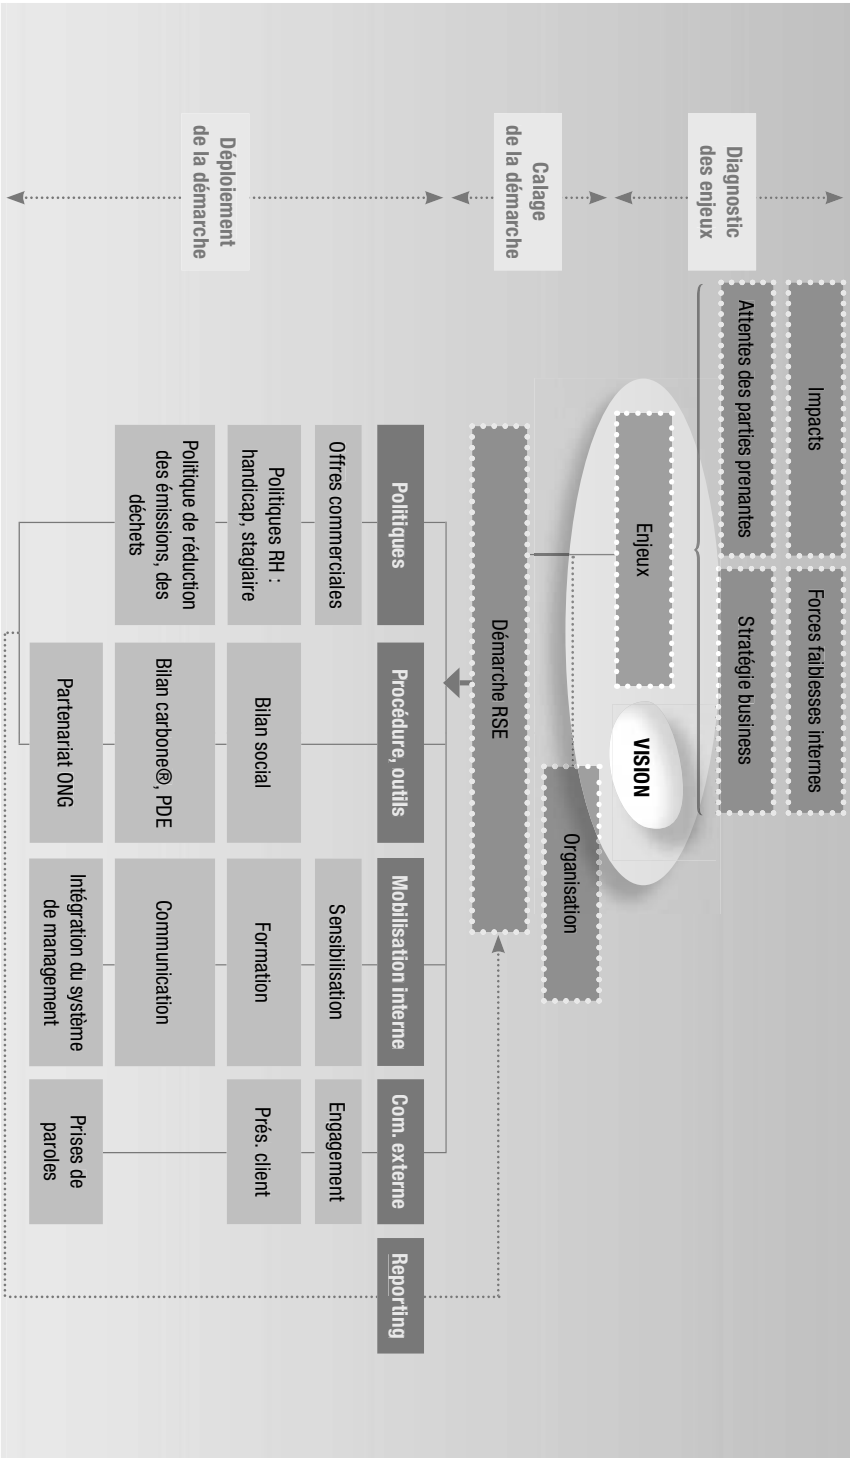 Diagnostic
des enjeux
Impacts
Forces faiblesses internes
Attentes des parties prenantes
Stratégie business
Calage
de la démarche
Enjeux
VISION
Organisation
Démarche RSE
Déploiement
de la démarche
Politiques
Offres commerciales
Politiques RH :
handicap, stagiaire
Politique de réduction
des émissions, des
déchets
Procédure, outils
Bilan social
Bilan carbone®, PDE
Partenariat ONG
Mobilisation interne
Sensibilisation
Formation
Communication
Intégration du système
de management
Com. externe
Engagement
Prés. client
Prises de
paroles
Reporting